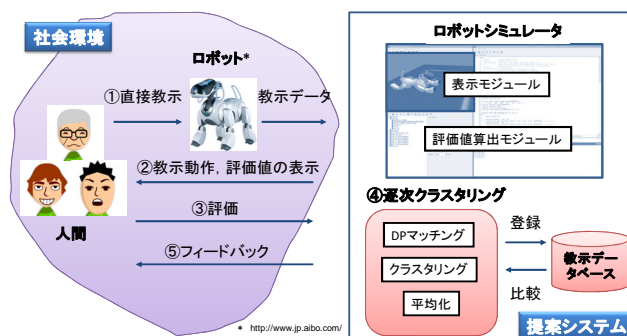 社会環境
ロボット*
①直接教示
教示データ
②教示動作，評価値の表示
③評価
人間
⑤フィードバック
* http://www.jp.aibo.com/
ロボットシミュレータ
表示モジュール
評価値算出モジュール
④逐次クラスタリング
DPマッチング
クラスタリング
平均化
登録
比較
教示デー
タベース
提案システム